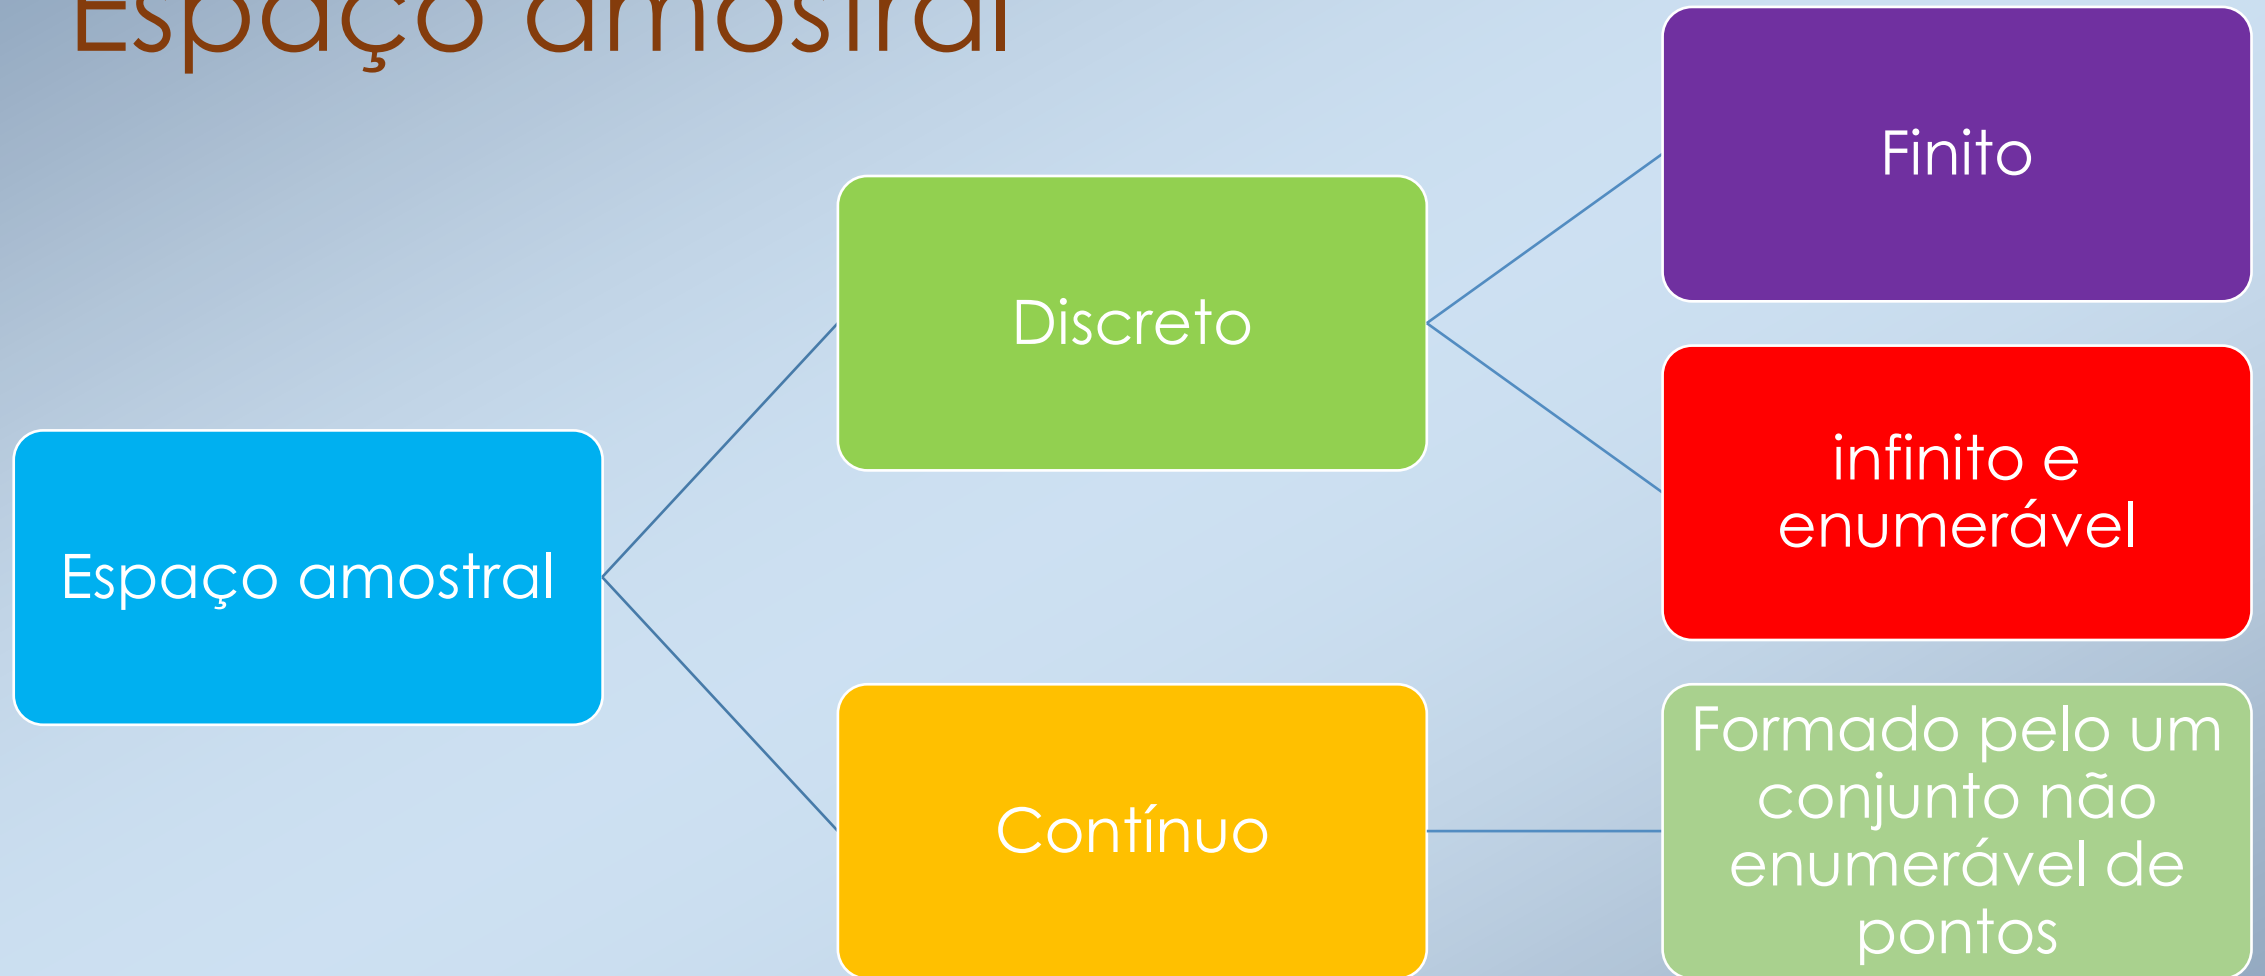 Espaço amostral
Finito
Discreto
infinito e
enumerável
Espaço amostral
Formado pelo um
conjunto não
enumerável de
pontos
Contínuo